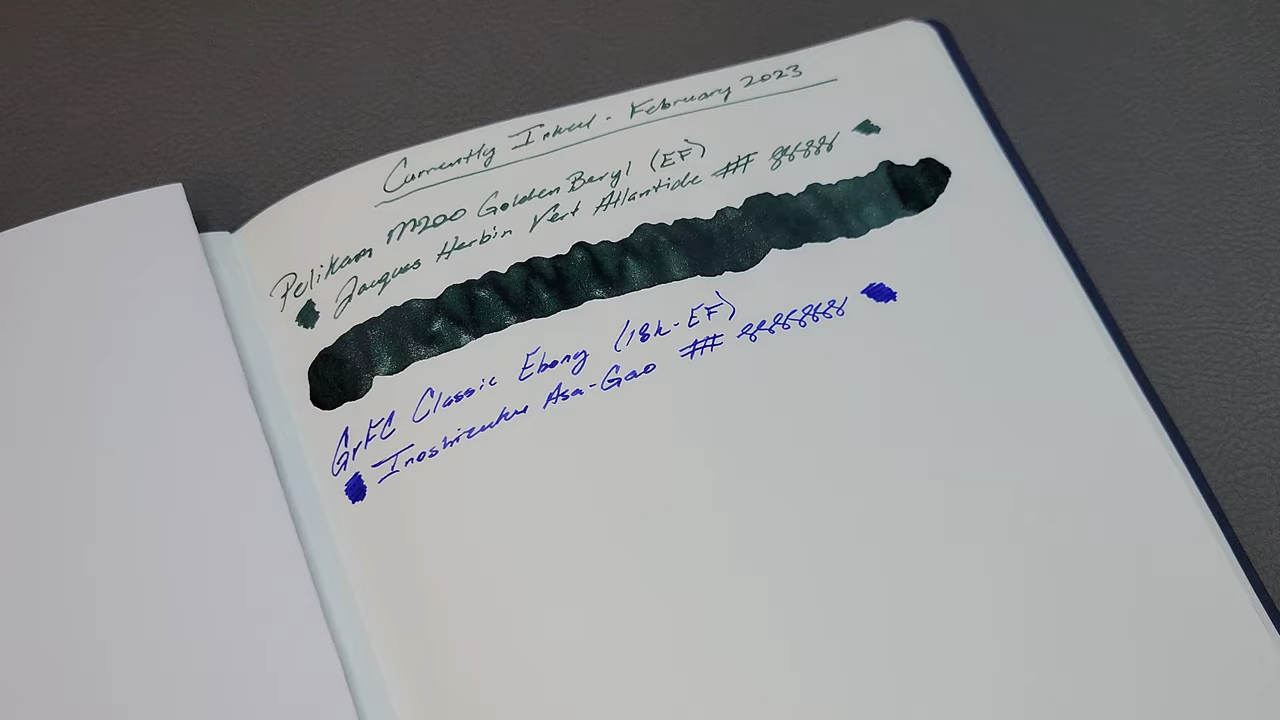 Currently Inked - February 2023
Pelikan M200 Golden Beryl (EF)
Jacques Herbin Vert Atlantide
GvFC Classic Ebony (18k-EF)
Iroshizuku Asa-Gao